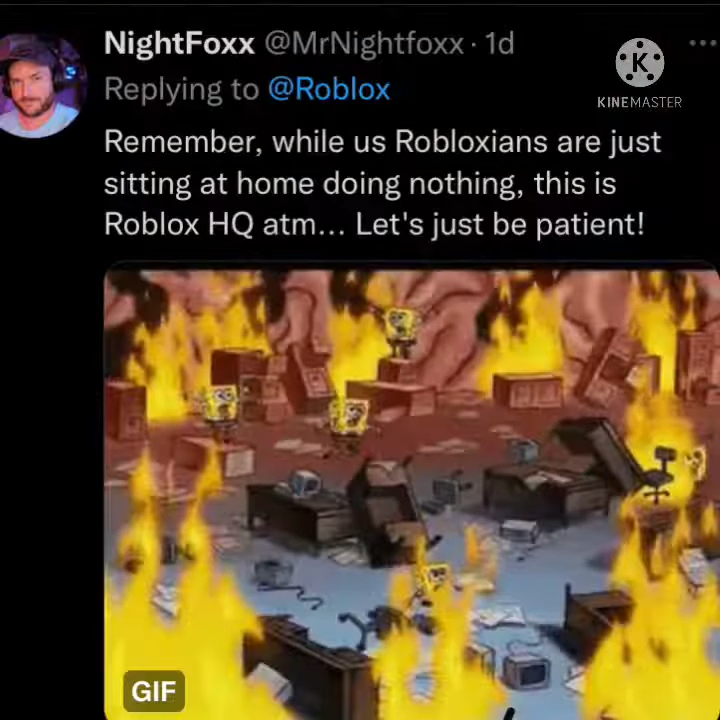 NightFoxx @MrNightfoxx · 1d
K
KINEMASTER
Replying to @Roblox
Remember, while us Robloxians are just
sitting at home doing nothing, this is
Roblox HQ atm... Let's just be patient!
GIF